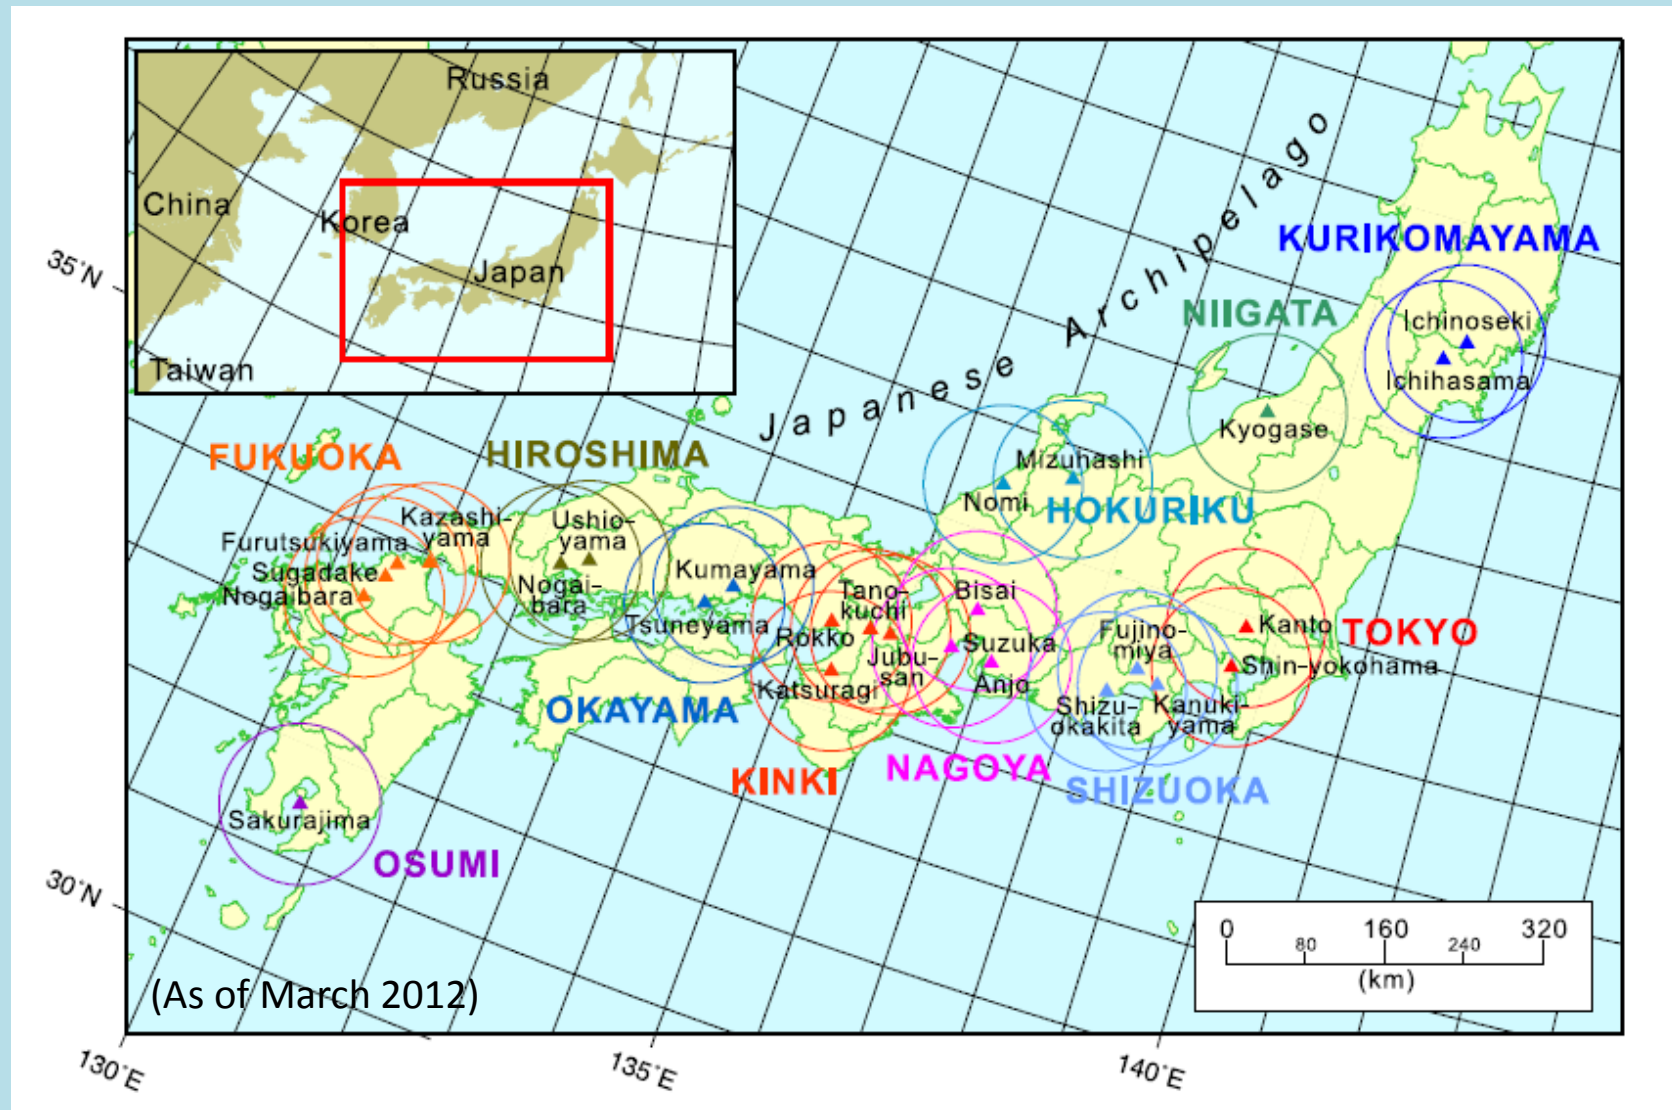 Russia
China
Korea
Japan
Taiwan
Japanese Archipelago
35°N
30°N
130°E
135°E
140°E
KURIKOMAYAMA
Ichinoseki
Ichihasama
NIIGATA
Kyogase
HOKURIKU
Mizuhashi
Nomi
FUKUOKA
Kazashi-
yama
Furutsukiyama
Sugadake
Nogaibara
HIROSHIMA
Ushio-
yama
Nogai-
bara
OKAYAMA
Kumayama
Tsuneyama
KINKI
Tano-
kuchi
Rokko
Jubu-
san
Katsuragi
NAGOYA
Bisai
Suzuka
Anjo
SHIZUOKA
Fujino-
miya
Shizu-
okakita
Kanuki-
yama
TOKYO
Kanto
Shin-yokohama
OSUMI
Sakurajima
(As of March 2012)
0 80 160 240 320
(km)